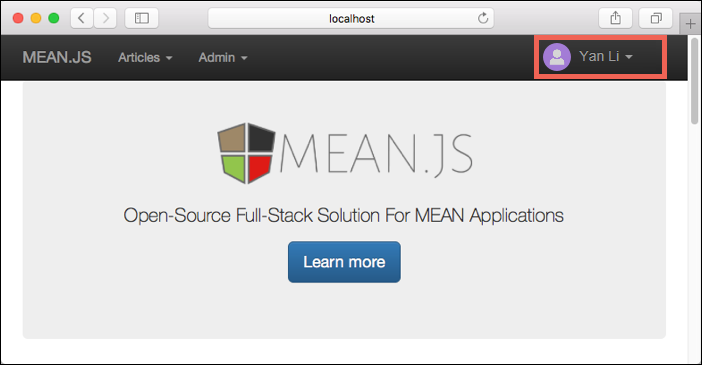 localhost
MEAN.JS Articles Admin Yan Li
MEAN.JS
Open-Source Full-Stack Solution For MEAN Applications
Learn more